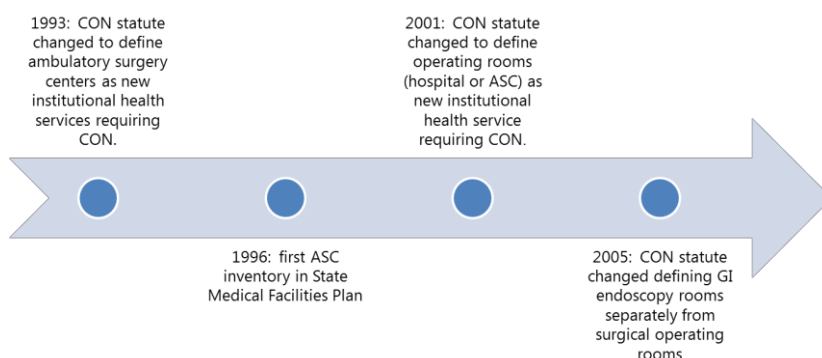 1993: CON statute
changed to define
ambulatory surgery
centers as new
institutional health
services requiring
CON.
1996: first ASC
inventory in State
Medical Facilities Plan
2001: CON statute
changed to define
operating rooms
(hospital or ASC) as
new institutional
health service
requiring CON.
2005: CON statute
changed defining GI
endoscopy rooms
separately from
surgical operating
rooms